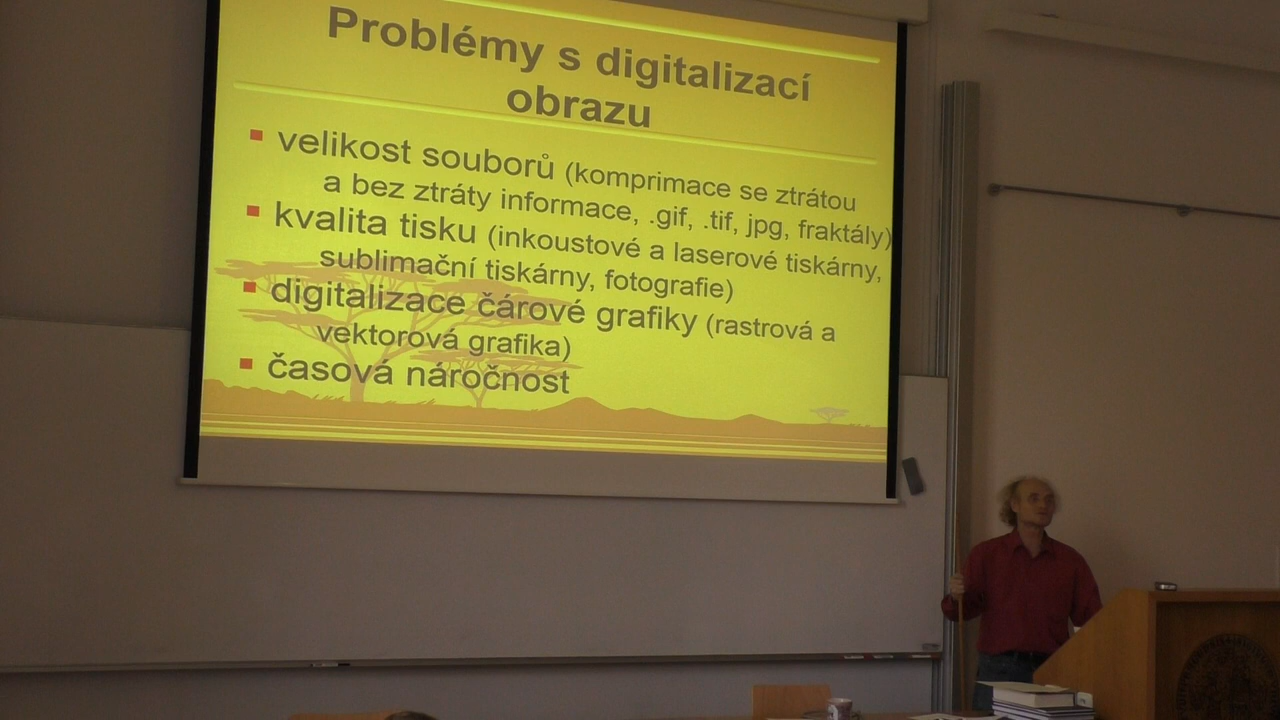 Problémy s digitalizací
obrazu
velikost souborů (komprimace se ztrátou
a bez ztráty informace, .gif, .tif, jpg, fraktály)
kvalita tisku (inkoustové a laserové tiskárny,
sublimační tiskárny, fotografie)
digitalizace čárové grafiky (rastrová a
vektorová grafika)
časová náročnost